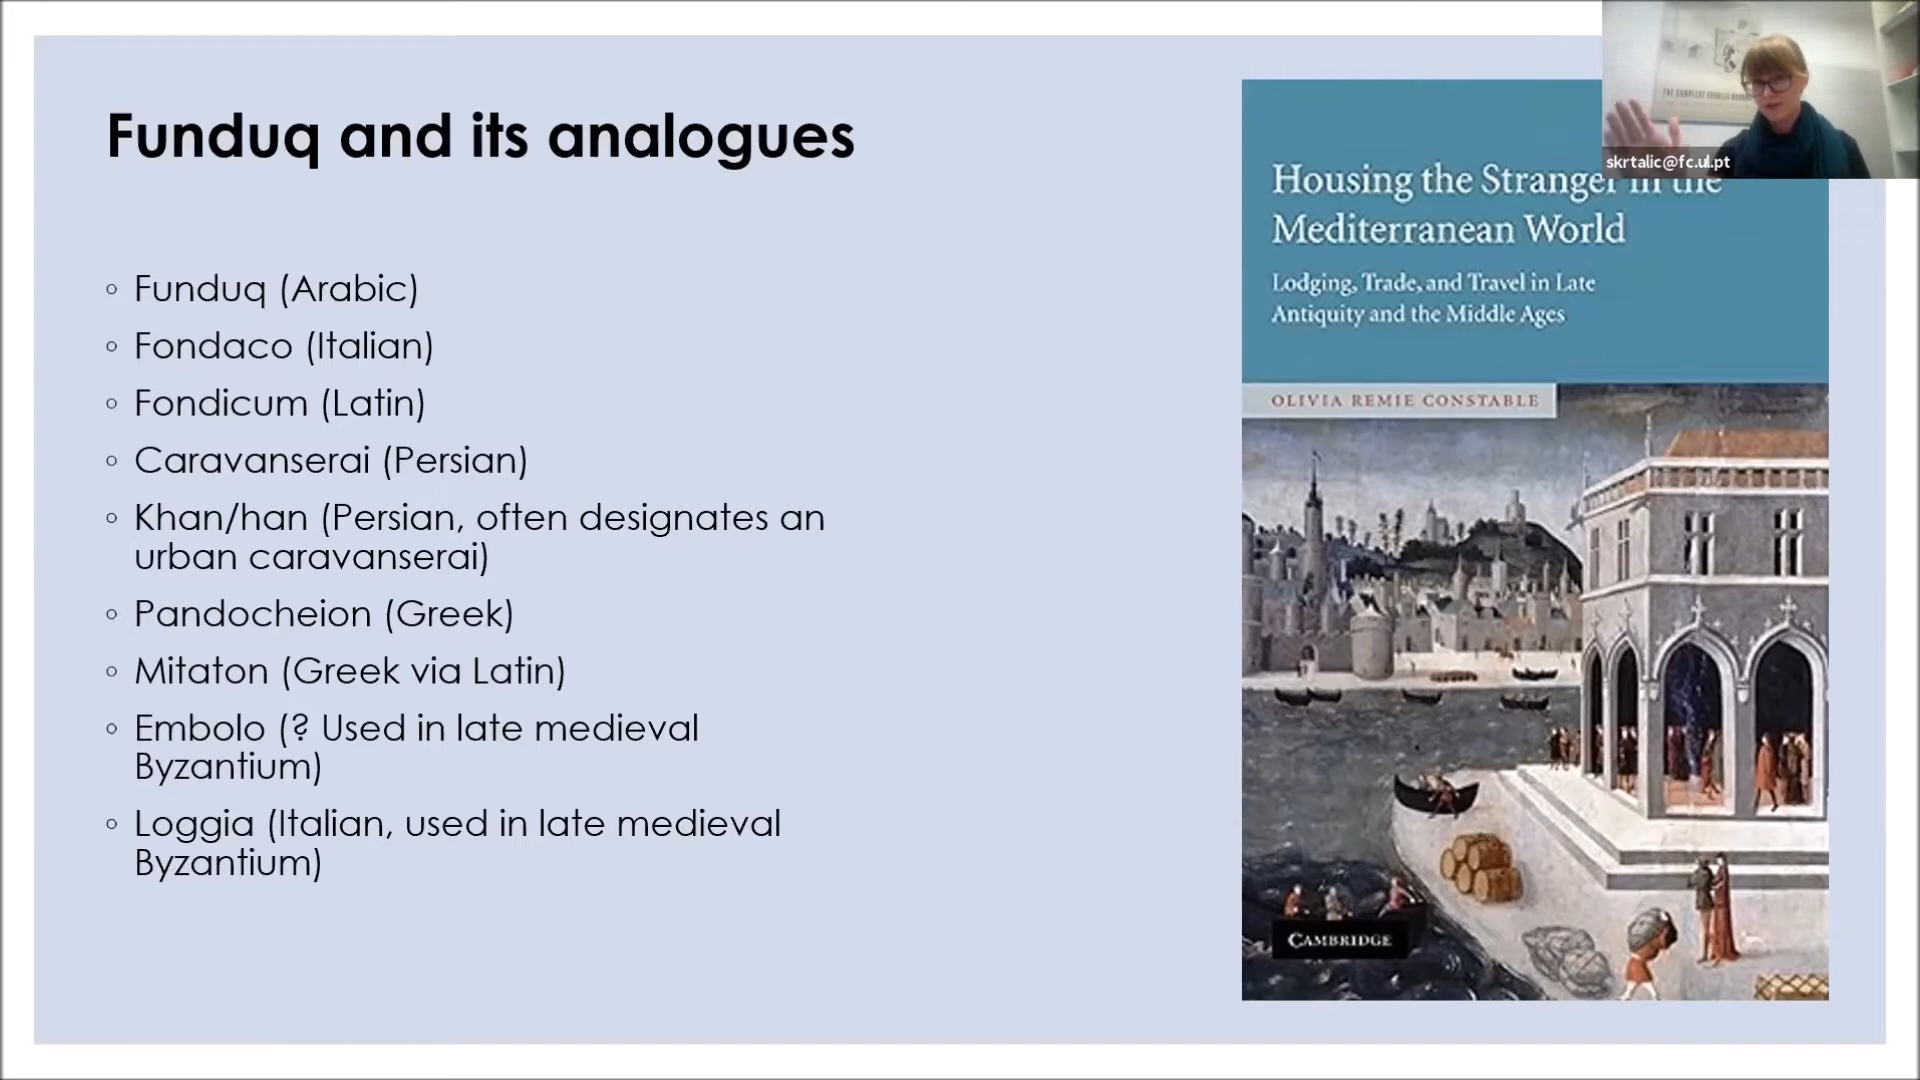 Funduq and its analogues
Funduq (Arabic)
Fondaco (Italian)
Fondicum (Latin)
Caravanserai (Persian)
Khan/han (Persian, often designates an
urban caravanserai)
Pandocheion (Greek)
Mitaton (Greek via Latin)
Embolo (? Used in late medieval
Byzantium)
Loggia (Italian, used in late medieval
Byzantium)
Housing the Stranger in the
Mediterranean World
Lodging, Trade, and Travel in Late
Antiquity and the Middle Ages
OLIVIA REMIE CONSTABLE
CAMBRIDGE
skrtalic@fc.ul.pt